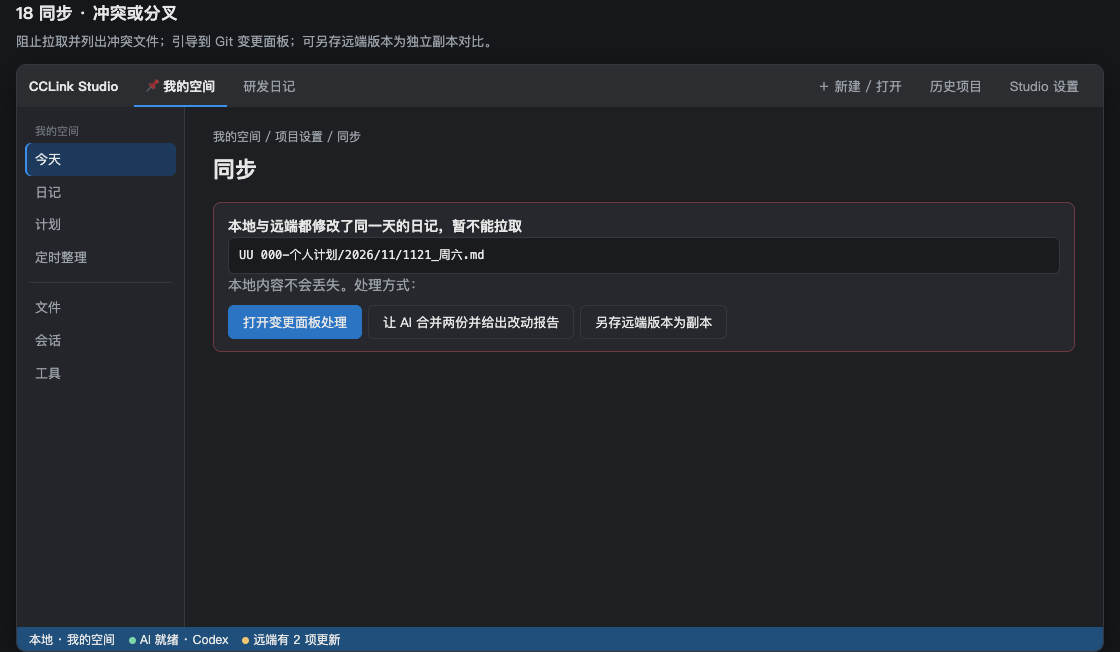 18 同步 · 冲突或分叉
阻止拉取并列出冲突文件；引导到 Git 变更面板；可另存远端版本为独立副本对比。
CCLink Studio 📌 我的空间 研发日记 + 新建 / 打开 历史项目 Studio 设置
我的空间
今天
日记
计划
定时整理
文件
会话
工具
我的空间 / 项目设置 / 同步
同步
本地与远端都修改了同一天的日记，暂不能拉取
UU 000-个人计划/2026/11/1121_周六.md
本地内容不会丢失。处理方式：
打开变更面板处理 让 AI 合并两份并给出改动报告 另存远端版本为副本
本地 · 我的空间 AI 就绪 · Codex 远端有 2 项更新